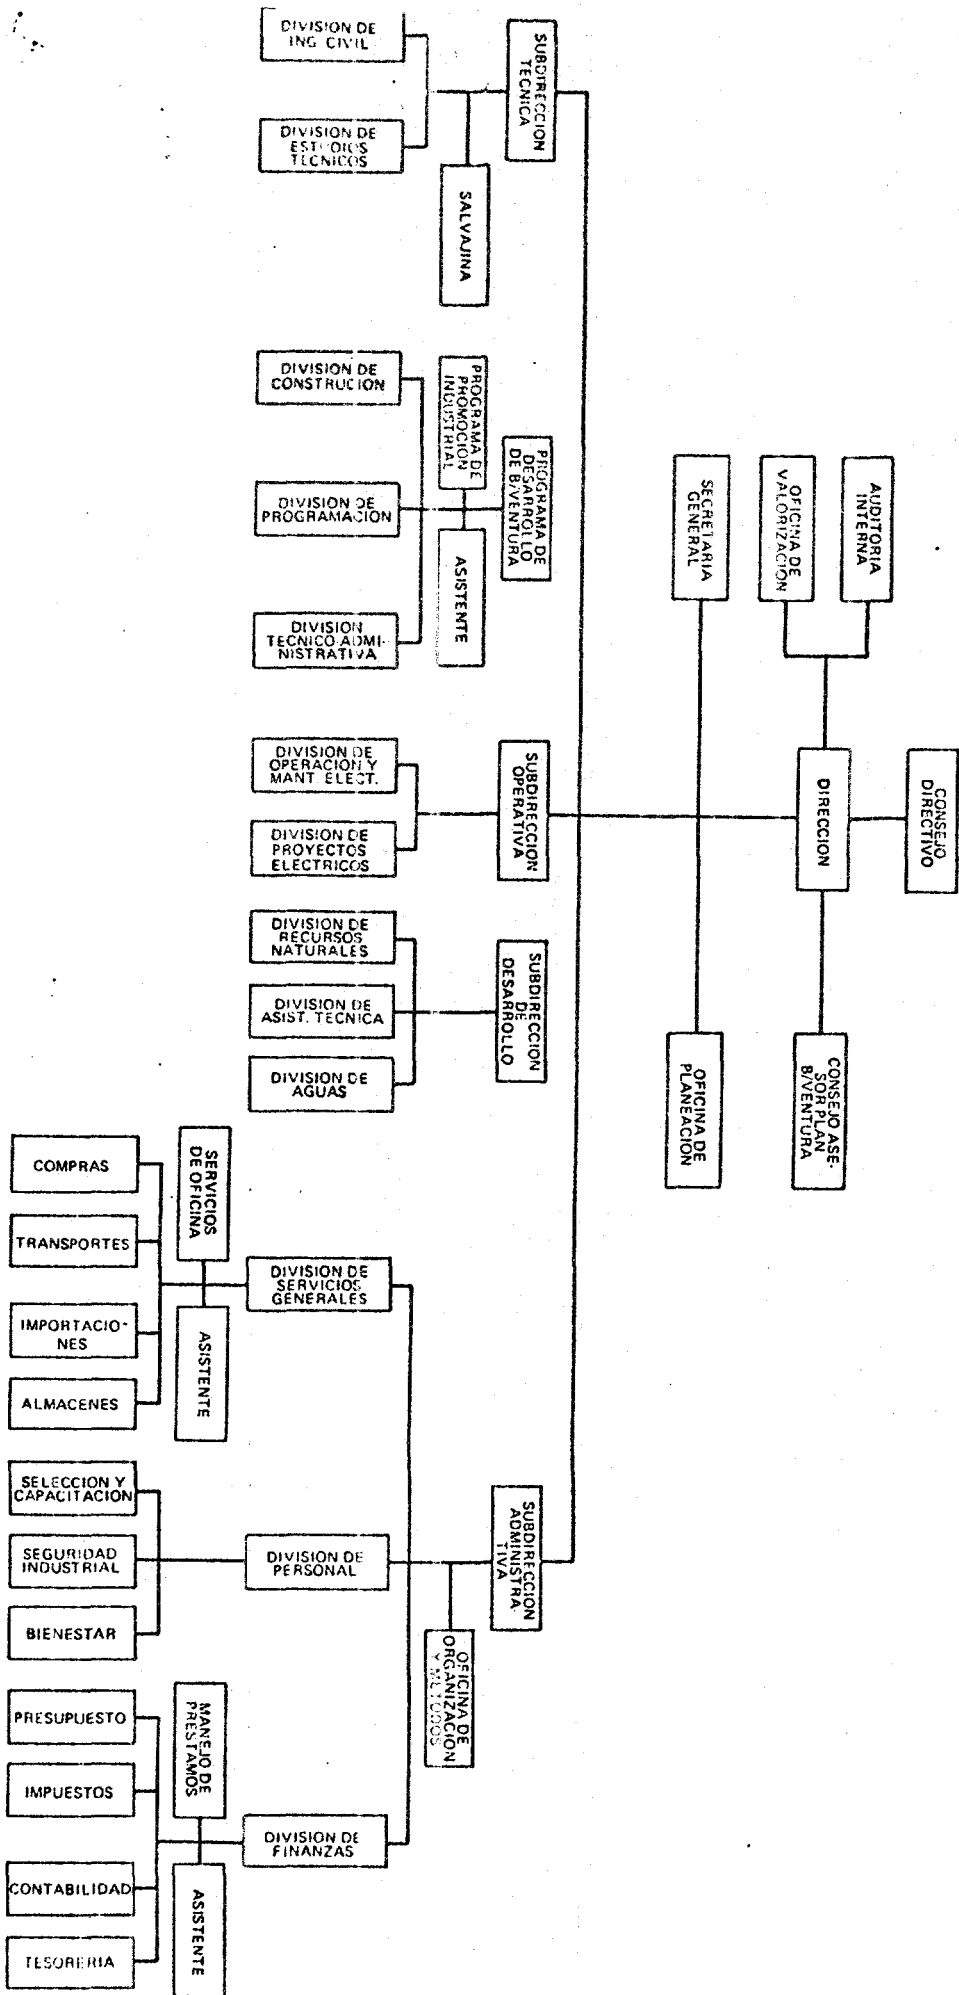 CONSEJO
DIRECTIVO
DIRECCION
AUDITORIA
INTERNA
OFICINA DE
VALORIZACIÓN
CONSEJO ASE-
SOR PLAN
B/VENTURA
SECRETARIA
GENERAL
OFICINA DE
PLANEACIÓN
SUBDIRECCION
TECNICA
SALVAJINA
DIVISION DE
ING. CIVIL
DIVISION DE
ESTUDIOS
TECNICOS
PROGRAMA DE
DESARROLLO
DE B/VENTURA
PROGRAMA DE
PROMOCION
INDUSTRIAL
ASISTENTE
DIVISION DE
CONSTRUCION
DIVISION DE
PROGRAMACION
DIVISION
TECNICO-ADMI-
NISTRATIVA
SUBDIRECCION
OPERATIVA
DIVISION DE
OPERACION Y
MANT. ELECT.
DIVISION DE
PROYECTOS
ELECTRICOS
SUBDIRECCION
DE
DESARROLLO
DIVISION DE
RECURSOS
NATURALES
DIVISION DE
ASIST. TECNICA
DIVISION DE
AGUAS
SUBDIRECCION
ADMINISTRA-
TIVA
OFICINA DE
ORGANIZACIÓN
Y METODOS
DIVISION DE
SERVICIOS
GENERALES
SERVICIOS
DE OFICINA
ASISTENTE
COMPRAS
TRANSPORTES
IMPORTACIO-
NES
ALMACENES
DIVISION DE
PERSONAL
SELECCION Y
CAPACITACION
SEGURIDAD
INDUSTRIAL
BIENESTAR
DIVISION DE
FINANZAS
MANEJO DE
PRESTAMOS
ASISTENTE
PRESUPUESTO
IMPUESTOS
CONTABILIDAD
TESORERIA